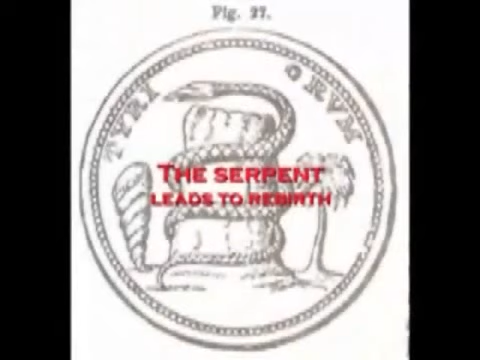 Fig. 27.
TYRI ORVM
THE SERPENT
LEADS TO REBIRTH